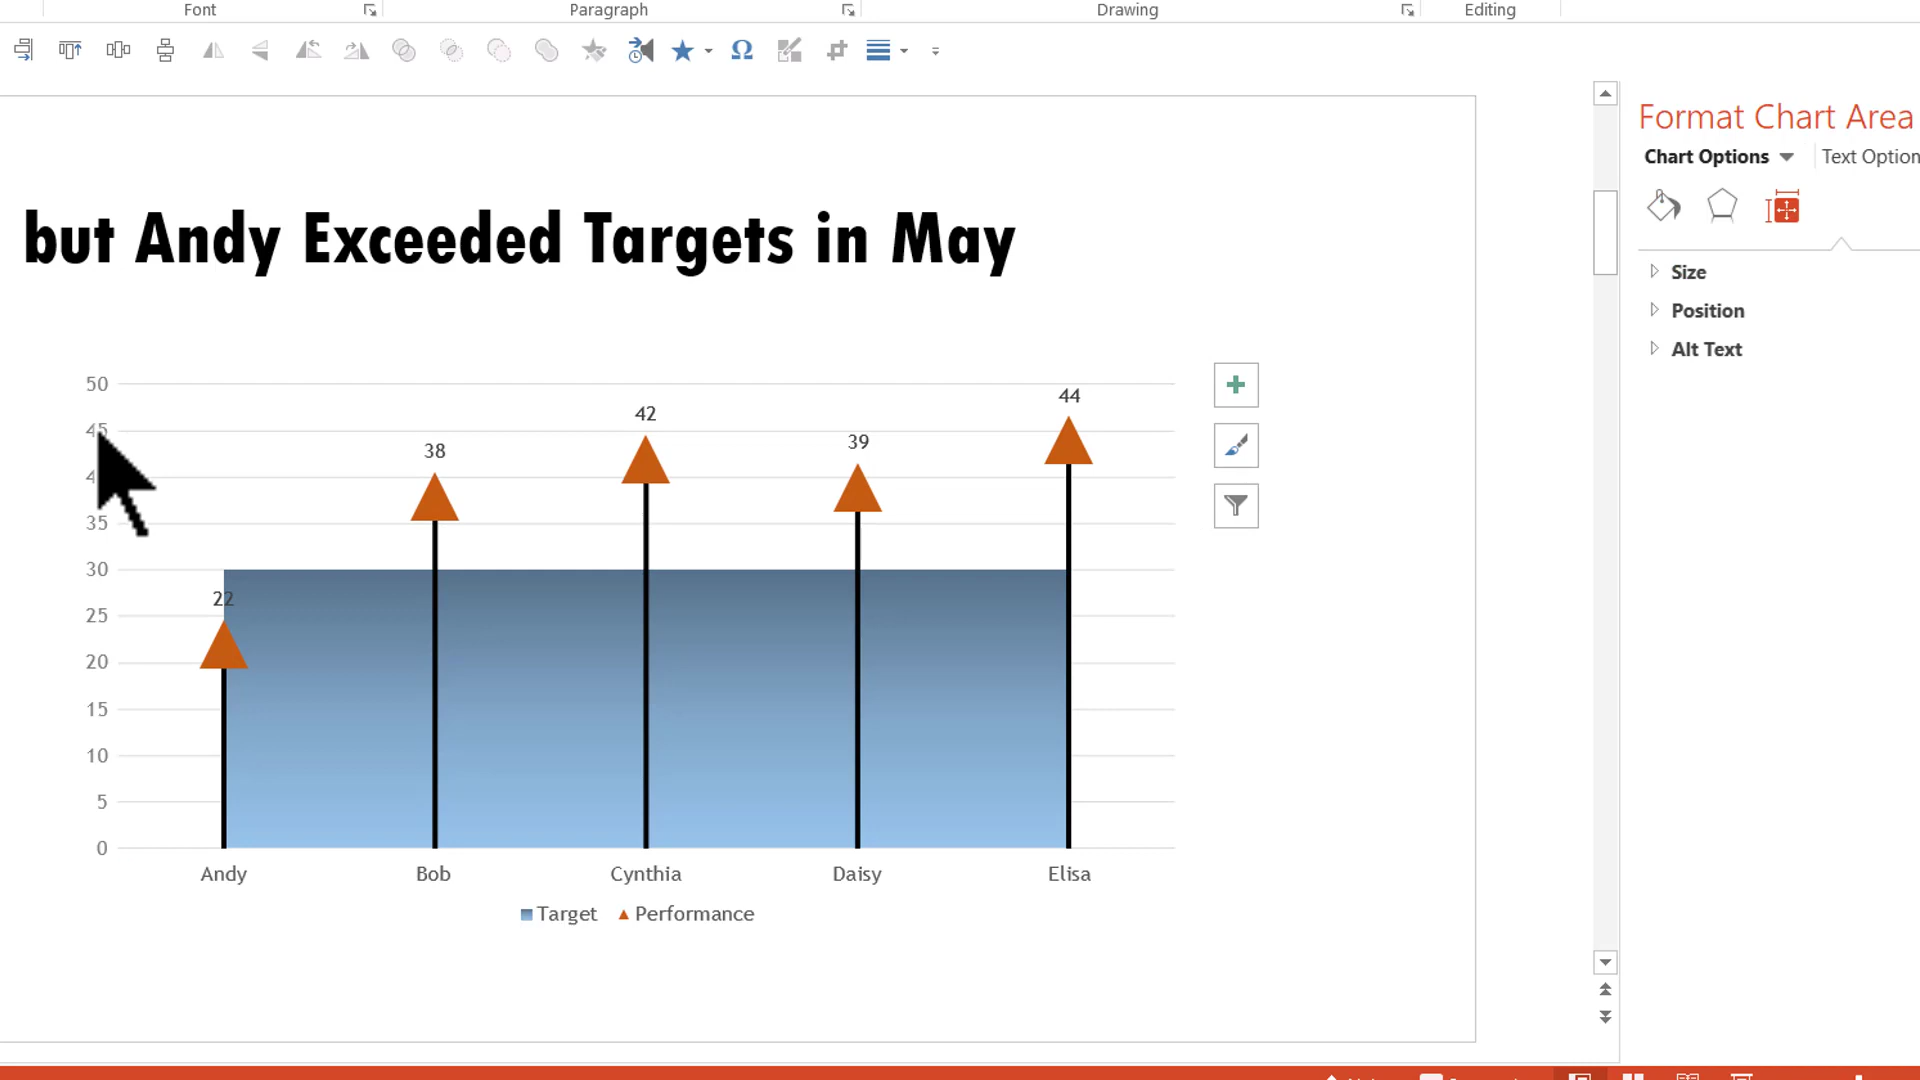 Font
Paragraph
Drawing
Editing
Format Chart Area
Chart Options
Text Option
Size
Position
Alt Text
but Andy Exceeded Targets in May
50
45
35
30
25
20
15
10
5
0
22
38
42
39
44
Andy
Bob
Cynthia
Daisy
Elisa
Target
Performance